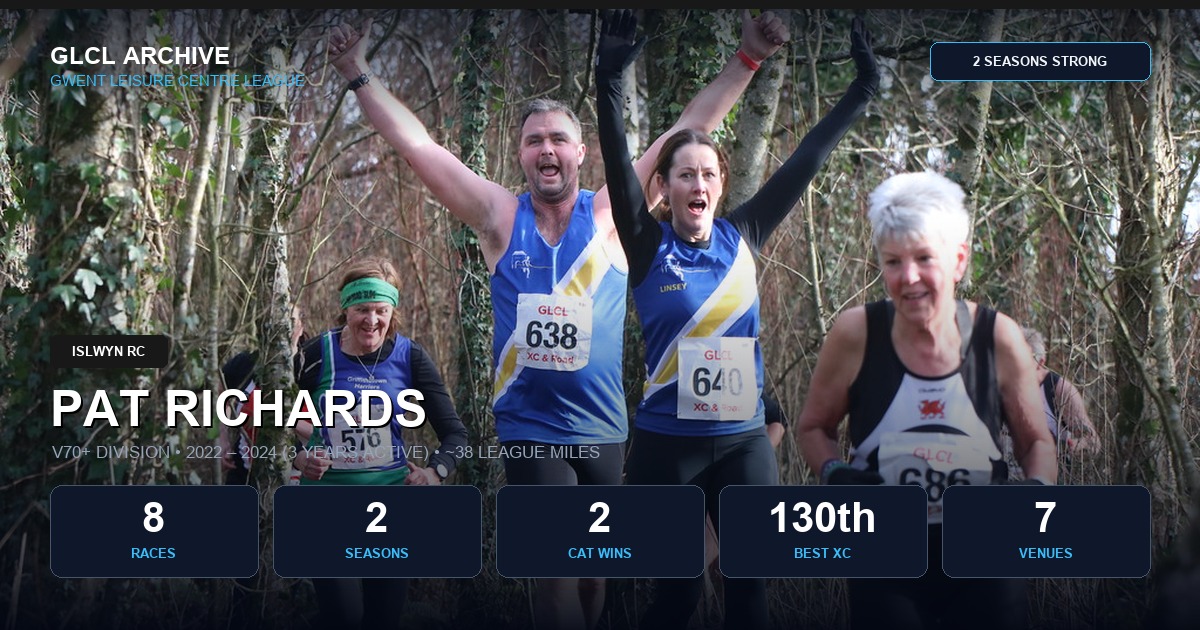 GLCL ARCHIVE
GWENT LEISURE CENTRE LEAGUE
2 SEASONS STRONG
LINSEY
GLCL
638
XC & Road
GLCL
640
Griffithstown
Harriers
576
GLCL
686
ISLWYN RC
PAT RICHARDS
V70+ DIVISION • 2022 – 2024 (3 YEARS ACTIVE) • ~38 LEAGUE MILES
8
RACES
2
SEASONS
2
CAT WINS
130th
BEST XC
7
VENUES